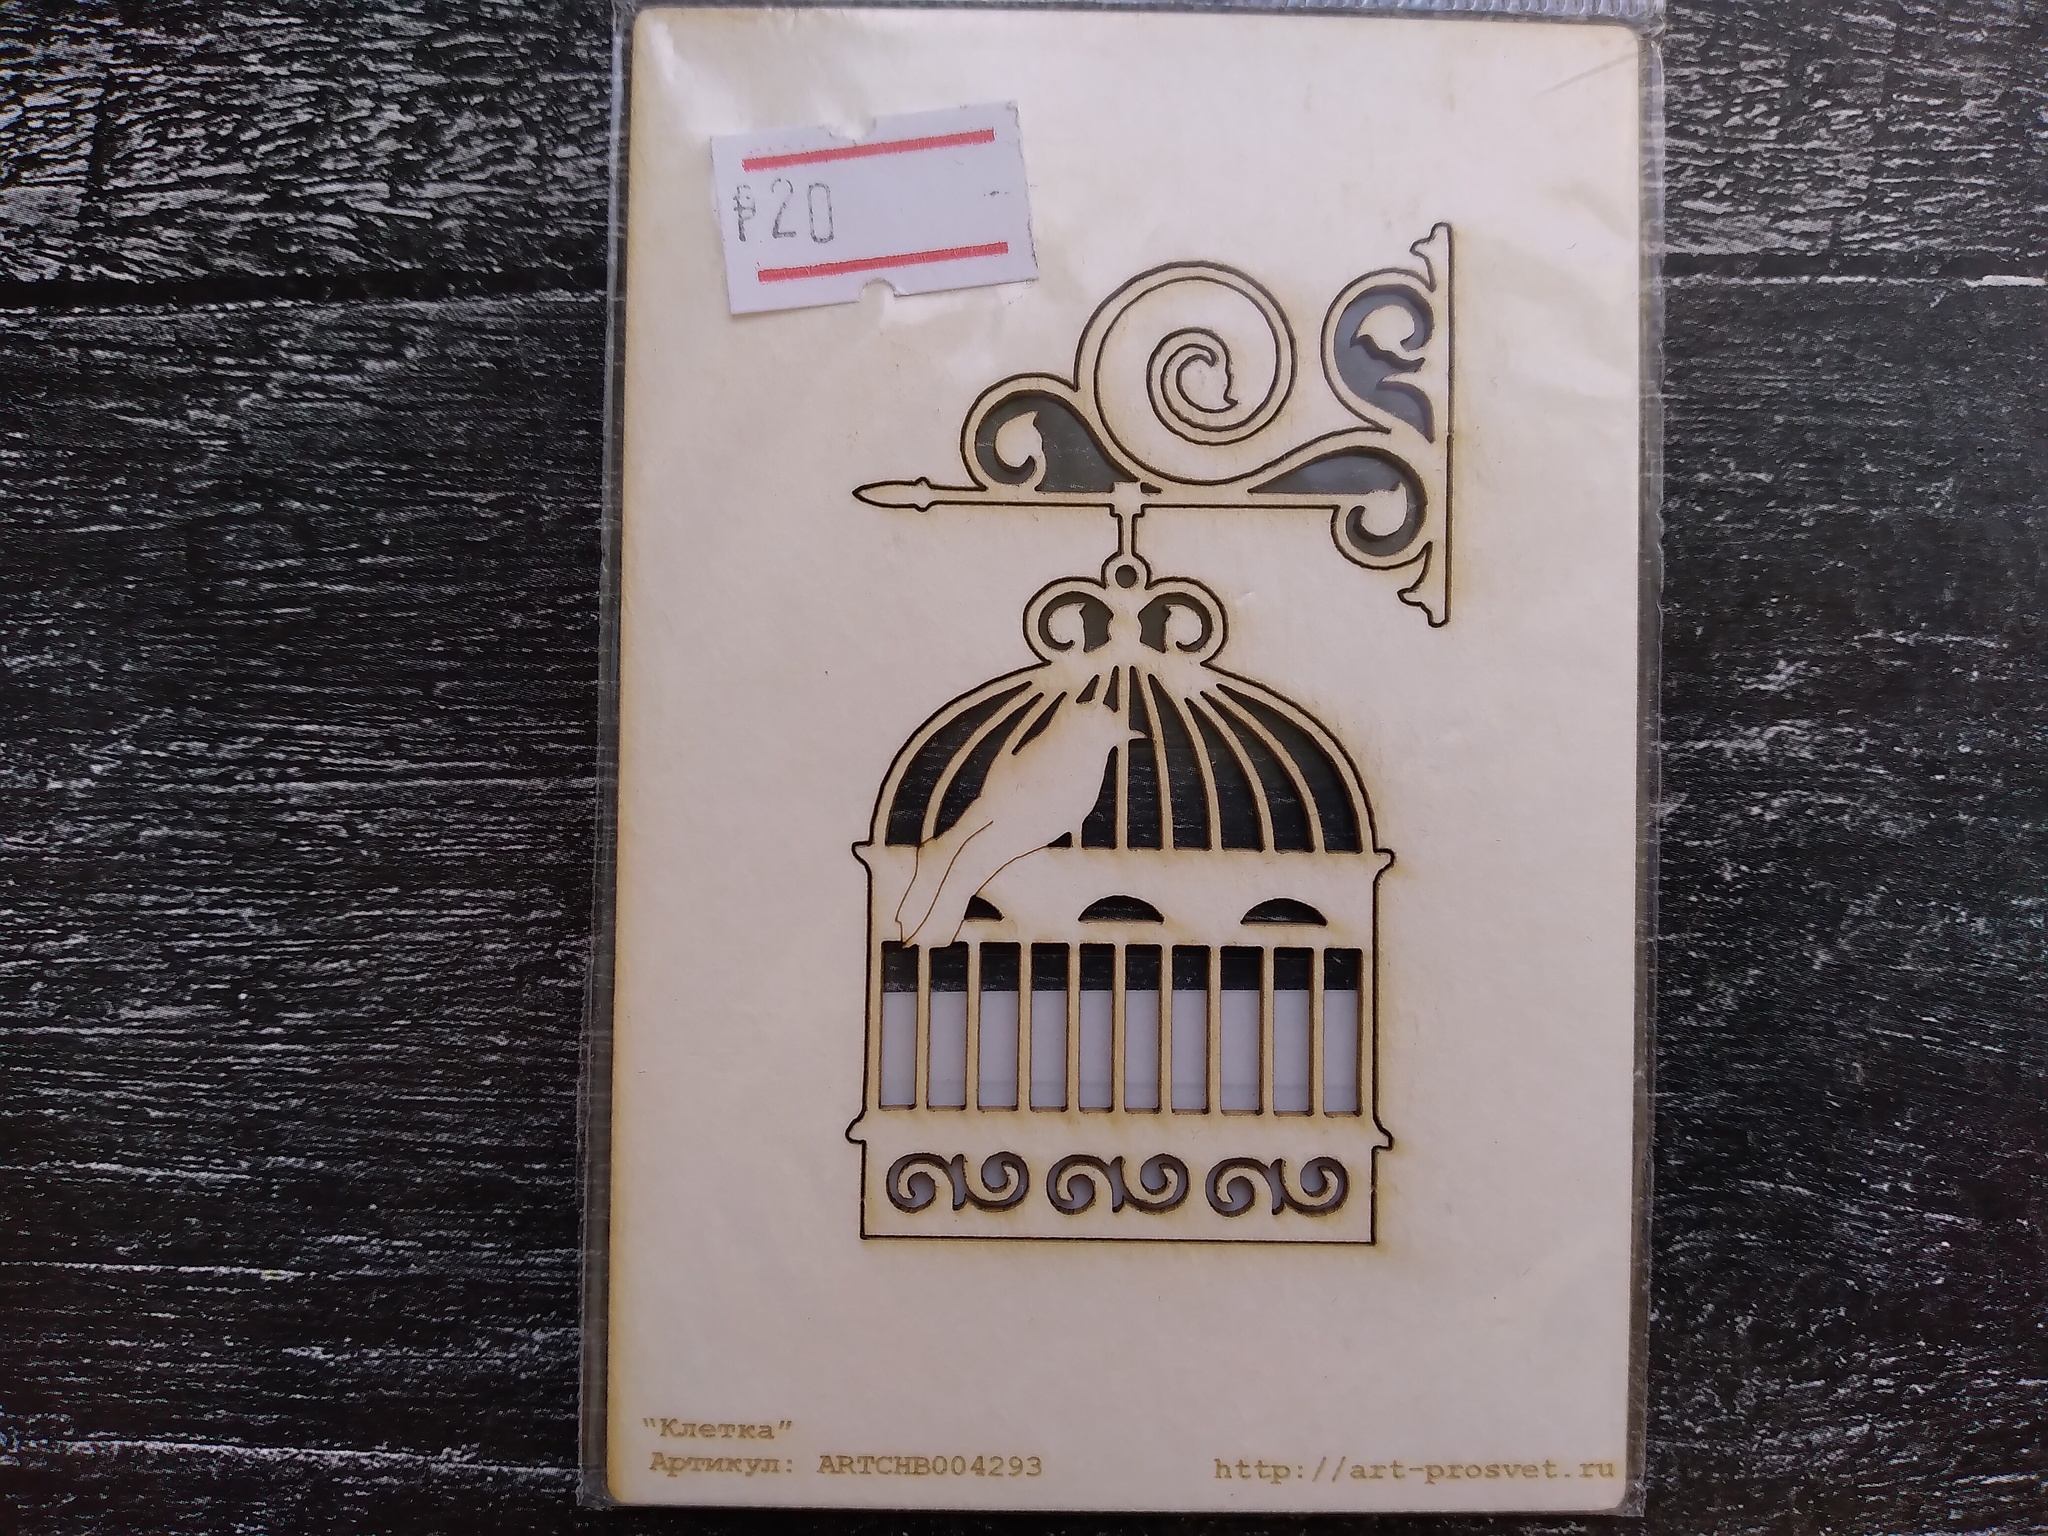 ₽20
"Клетка"
Артикул: ARTCHB004293
http://art-prosvet.ru